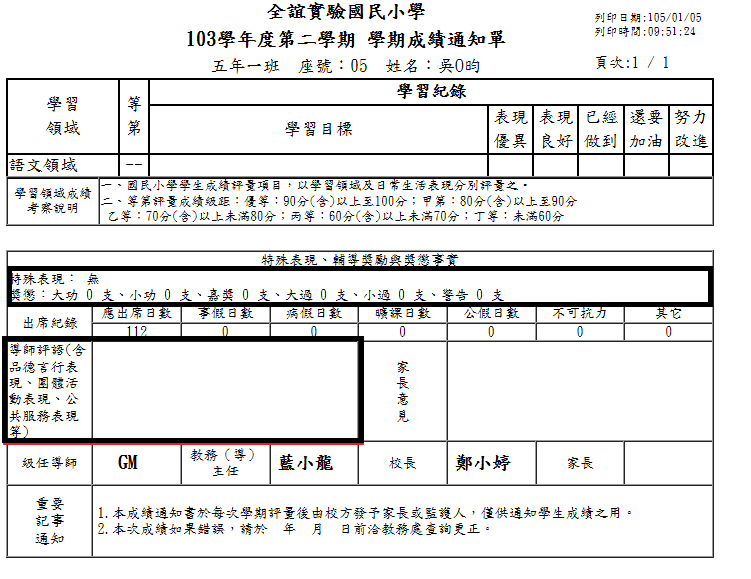 全誼實驗國民小學
列印日期:105/01/05
列印時間:09:51:24
103學年度第二學期 學期成績通知單
五年一班 座號：05 姓名：吳O昀
頁次:1 / 1
學習領域
等第
學習紀錄
學習目標
表現優異
表現良好
已經做到
還要加油
努力改進
語文領域
--
學習領域成績考察說明
一、國民小學學生成績評量項目，以學習領域及日常生活表現分別評量之。
二、等第評量成績級距：優等：90分(含)以上至100分；甲第：80分(含)以上至90分
乙等：70分(含)以上未滿80分；丙等：60分(含)以上未滿70分；丁等：未滿60分
特殊表現、輔導獎勵與獎懲事實
特殊表現： 無
獎懲：大功 0 支、小功 0 支、嘉獎 0 支、大過 0 支、小過 0 支、警告 0 支
出席紀錄
應出席日數 事假日數 病假日數 曠課日數 公假日數 不可抗力 其它
112 0 0 0 0 0 0
導師評語(含
品德言行表
現、團體活
動表現、公
共服務表現
等)
家長意見
級任導師
GM
教務（導）
主任
藍小龍
校長
鄭小婷
家長
重要
記事
通知
1.本成績通知書於每次學期評量後由校方發予家長或監護人，僅供通知學生成績之用。
2.本次成績如果錯誤，請於 年 月 日前洽教務處查詢更正。